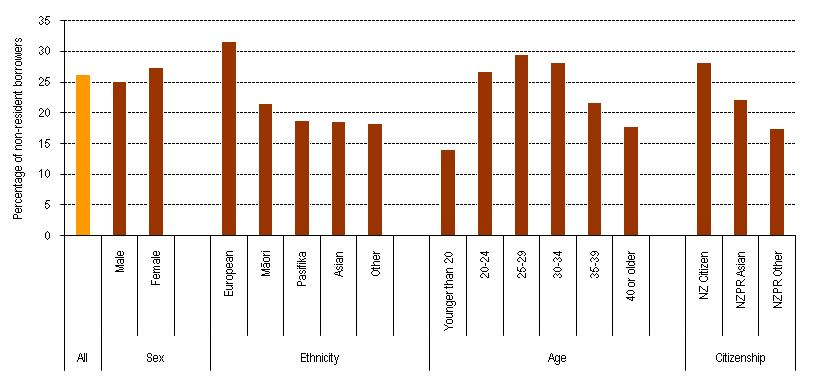 Percentage of non-resident borrowers
35
30
25
20
15
10
5
0
Male
Female
European
Māori
Pasifika
Asian
Other
Younger than 20
20-24
25-29
30-34
35-39
40 or older
NZ Citizen
NZPR Asian
NZPR Other
All
Sex
Ethnicity
Age
Citizenship